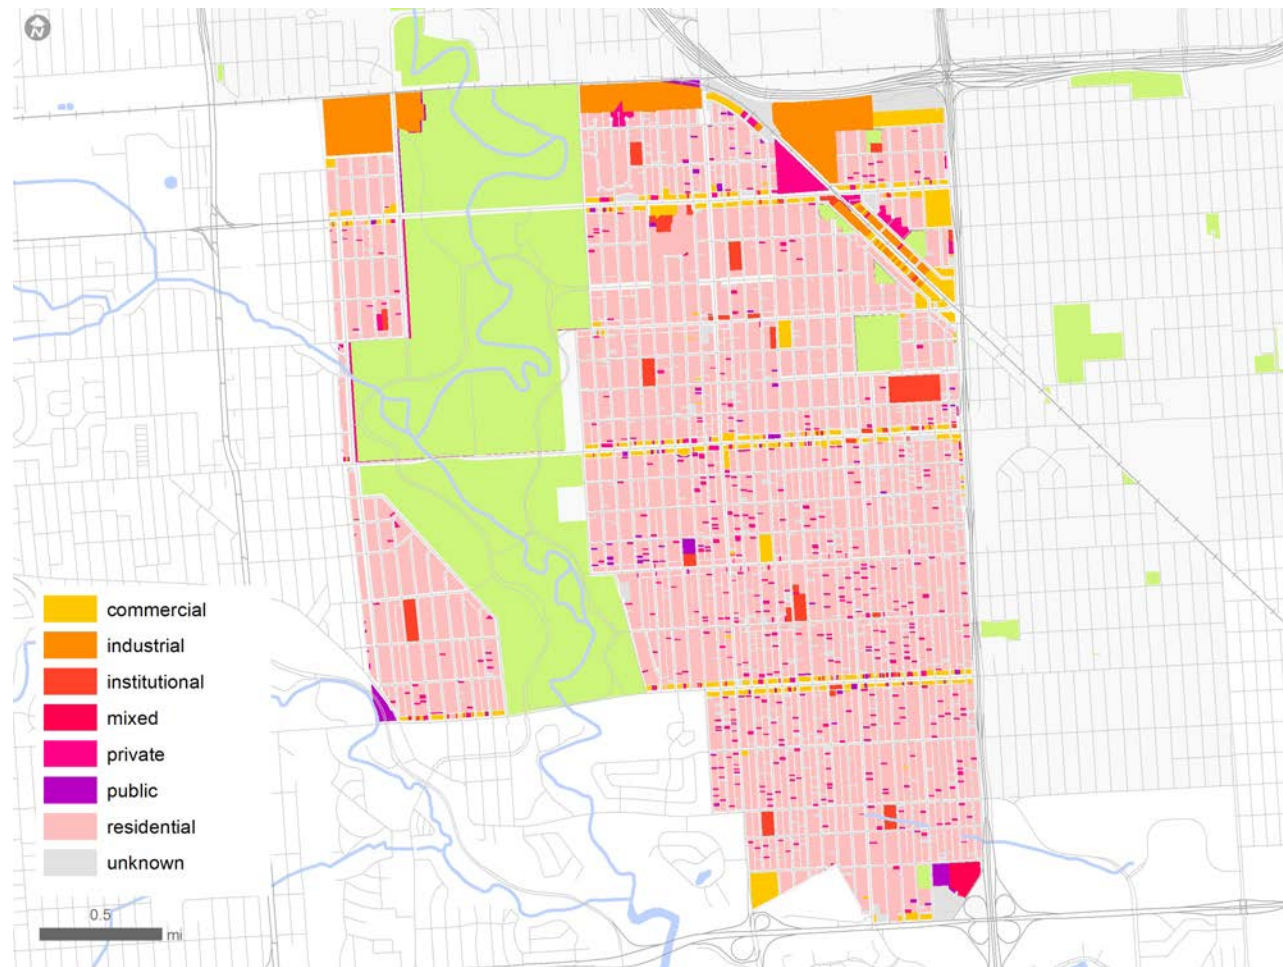 N
commercial
industrial
institutional
mixed
private
public
residential
unknown
0.5
mi